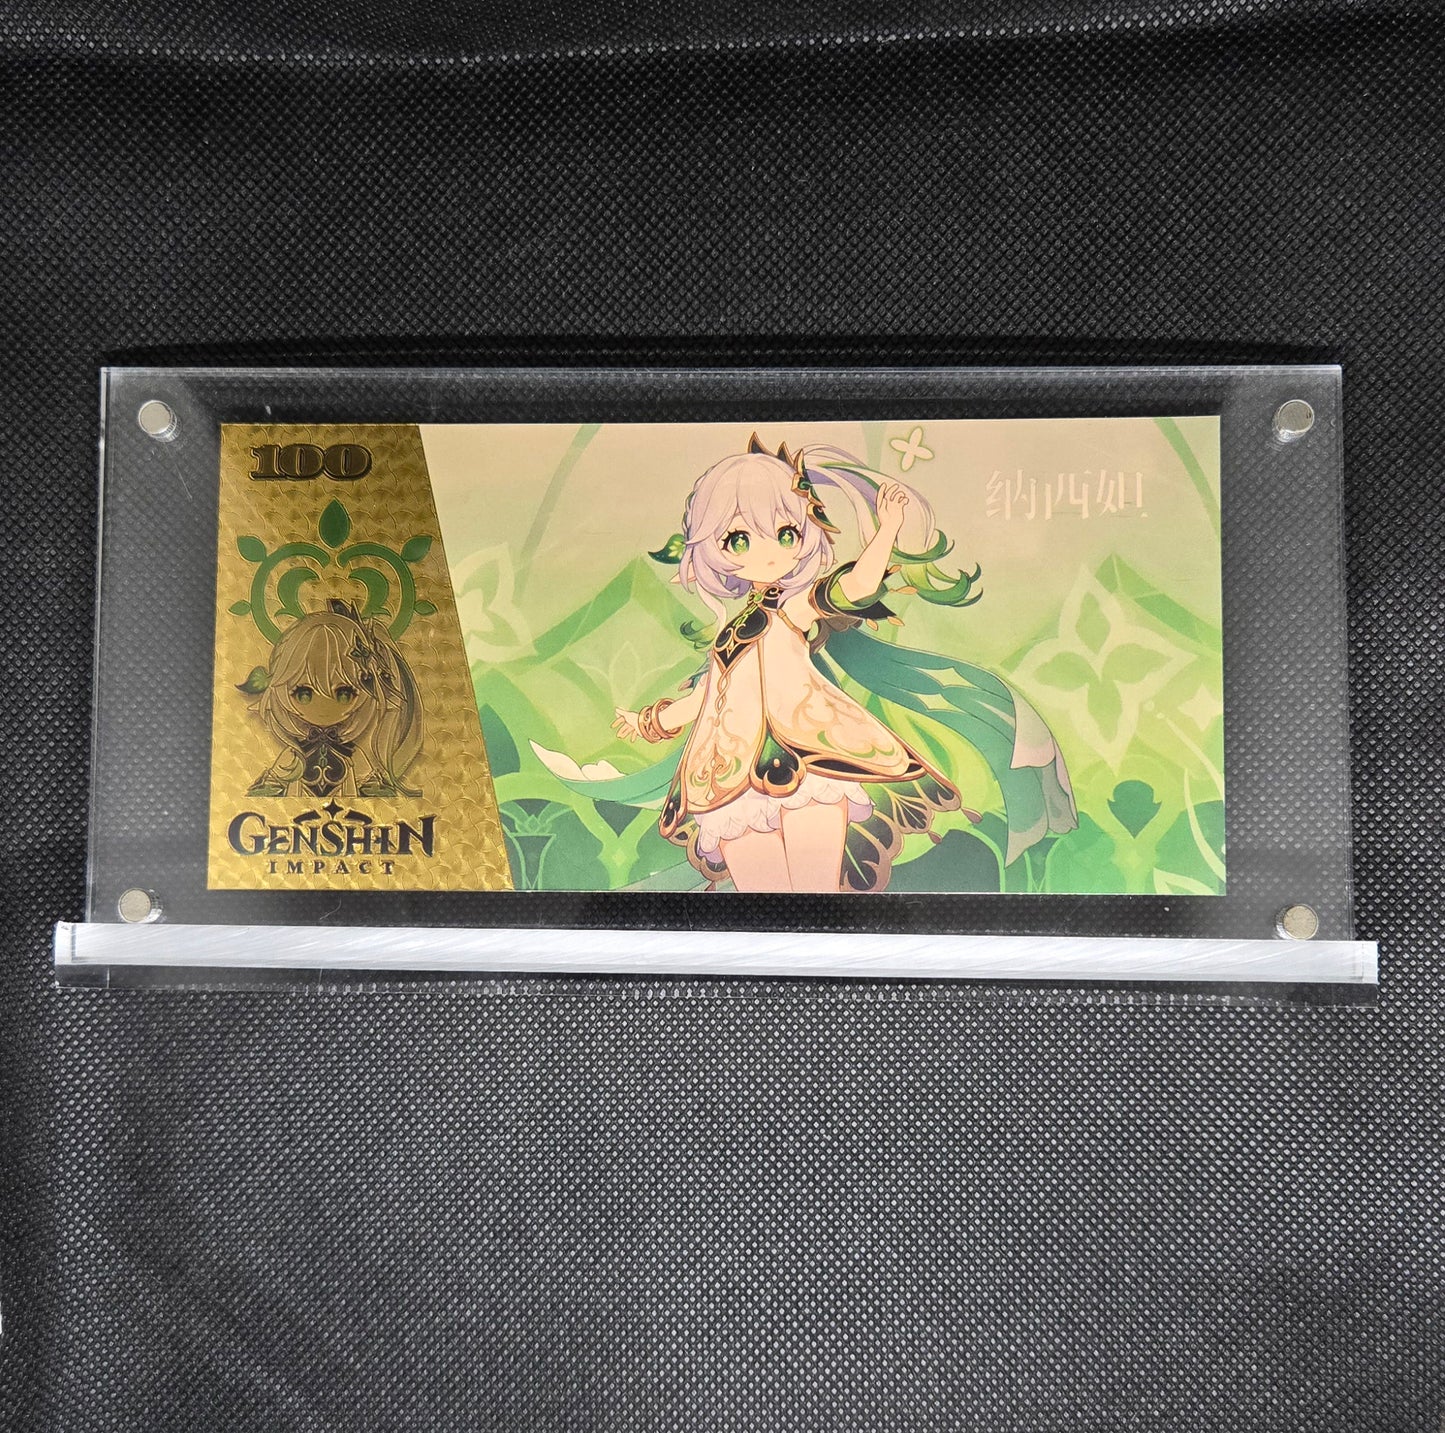 100
纳西妲
GENSHIN
IMPACT